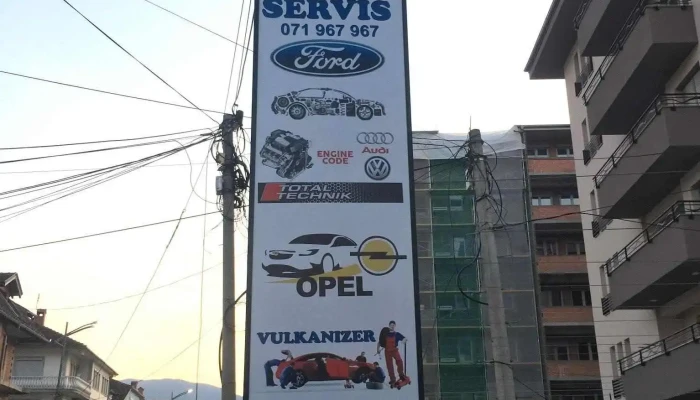 SERVIS
071 967 967
Ford
ENGINE
CODE
Audi
TOTAL
TECHNIK
OPEL
VULKANIZER